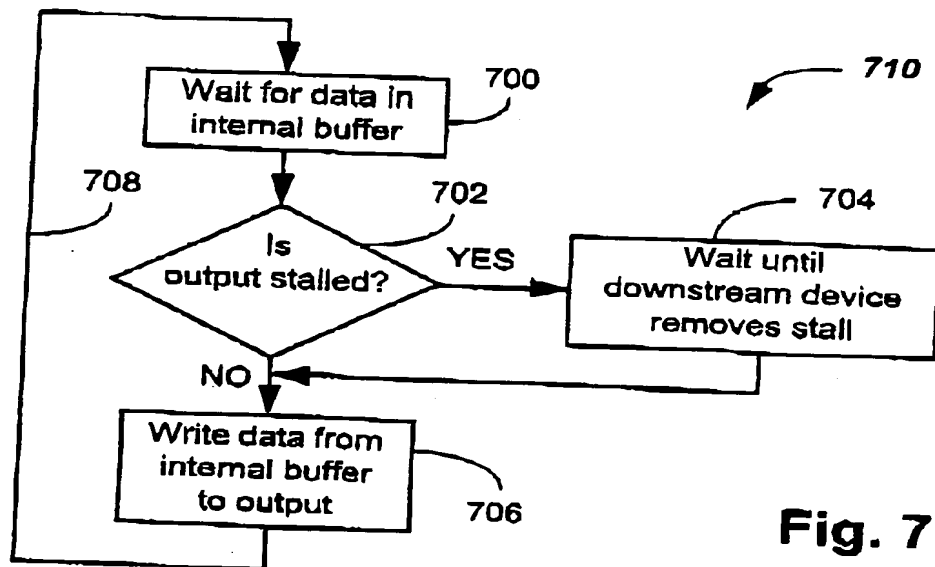 Wait for data in
internal buffer
700
710
708
702
Is
output stalled?
YES
704
Wait until
downstream device
removes stall
NO
Write data from
internal buffer
to output
706
Fig. 7